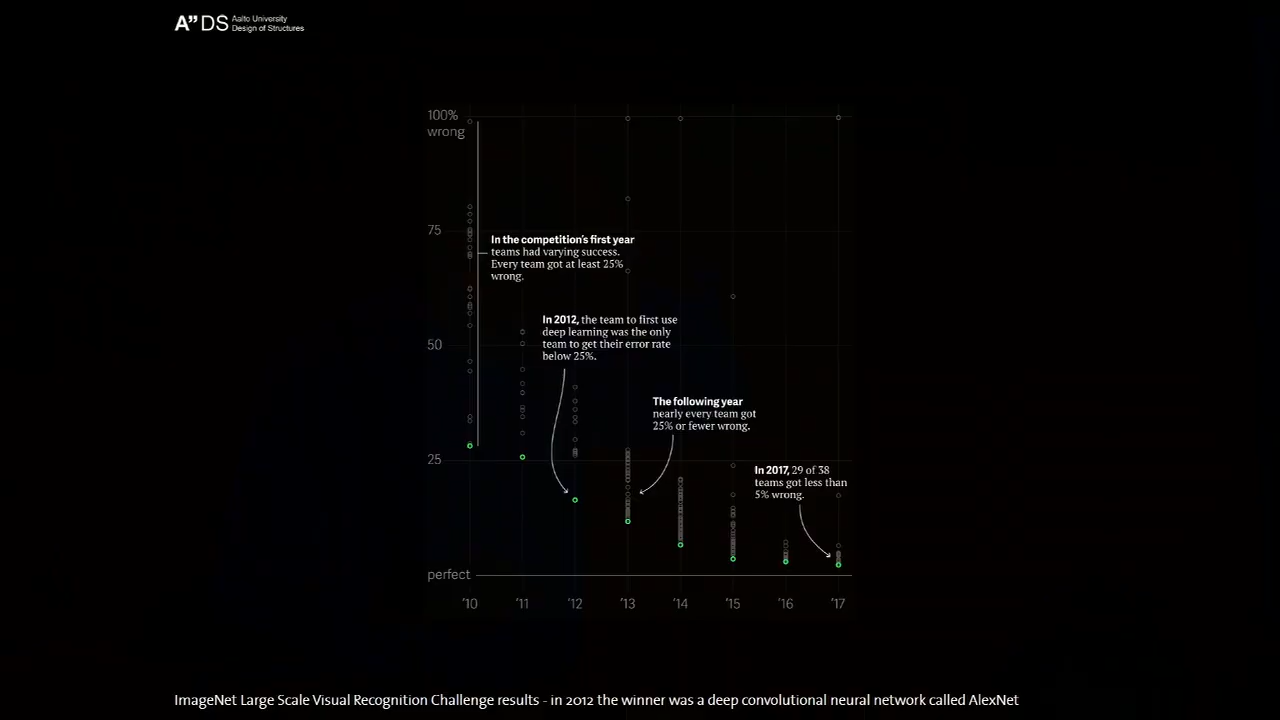 A" DS Aalto University
Design of Structures
100%
wrong
75
In the competition's first year
teams had varying success.
Every team got at least 25%
wrong.
In 2012, the team to first use
deep learning was the only
team to get their error rate
below 25%.
50
The following year
nearly every team got
25% or fewer wrong.
25
In 2017, 29 of 38
teams got less than
5% wrong.
perfect
'10 '11 '12 '13 '14 '15 '16 '17
ImageNet Large Scale Visual Recognition Challenge results - in 2012 the winner was a deep convolutional neural network called AlexNet